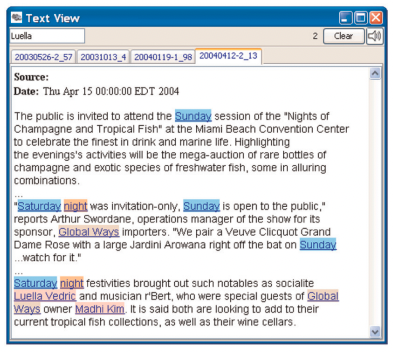 Text View
Luella
2 Clear
20030526-2_57 20031013_4 20040119-1_98 20040412-2_13
Source:
Date: Thu Apr 15 00:00:00 EDT 2004
The public is invited to attend the Sunday session of the "Nights of
Champagne and Tropical Fish" at the Miami Beach Convention Center
to celebrate the finest in drink and marine life. Highlighting
the evenings's activities will be the mega-auction of rare bottles of
champagne and exotic species of freshwater fish, some in alluring
combinations.
...
"Saturday night was invitation-only, Sunday is open to the public,"
reports Arthur Swordane, operations manager of the show for its
sponsor, Global Ways importers. "We pair a Veuve Clicquot Grand
Dame Rose with a large Jardini Arowana right off the bat on Sunday
...watch for it."
...
Saturday night festivities brought out such notables as socialite
Luella Vedric and musician r'Bert, who were special guests of Global
Ways owner Madhi Kim. It is said both are looking to add to their
current tropical fish collections, as well as their wine cellars.